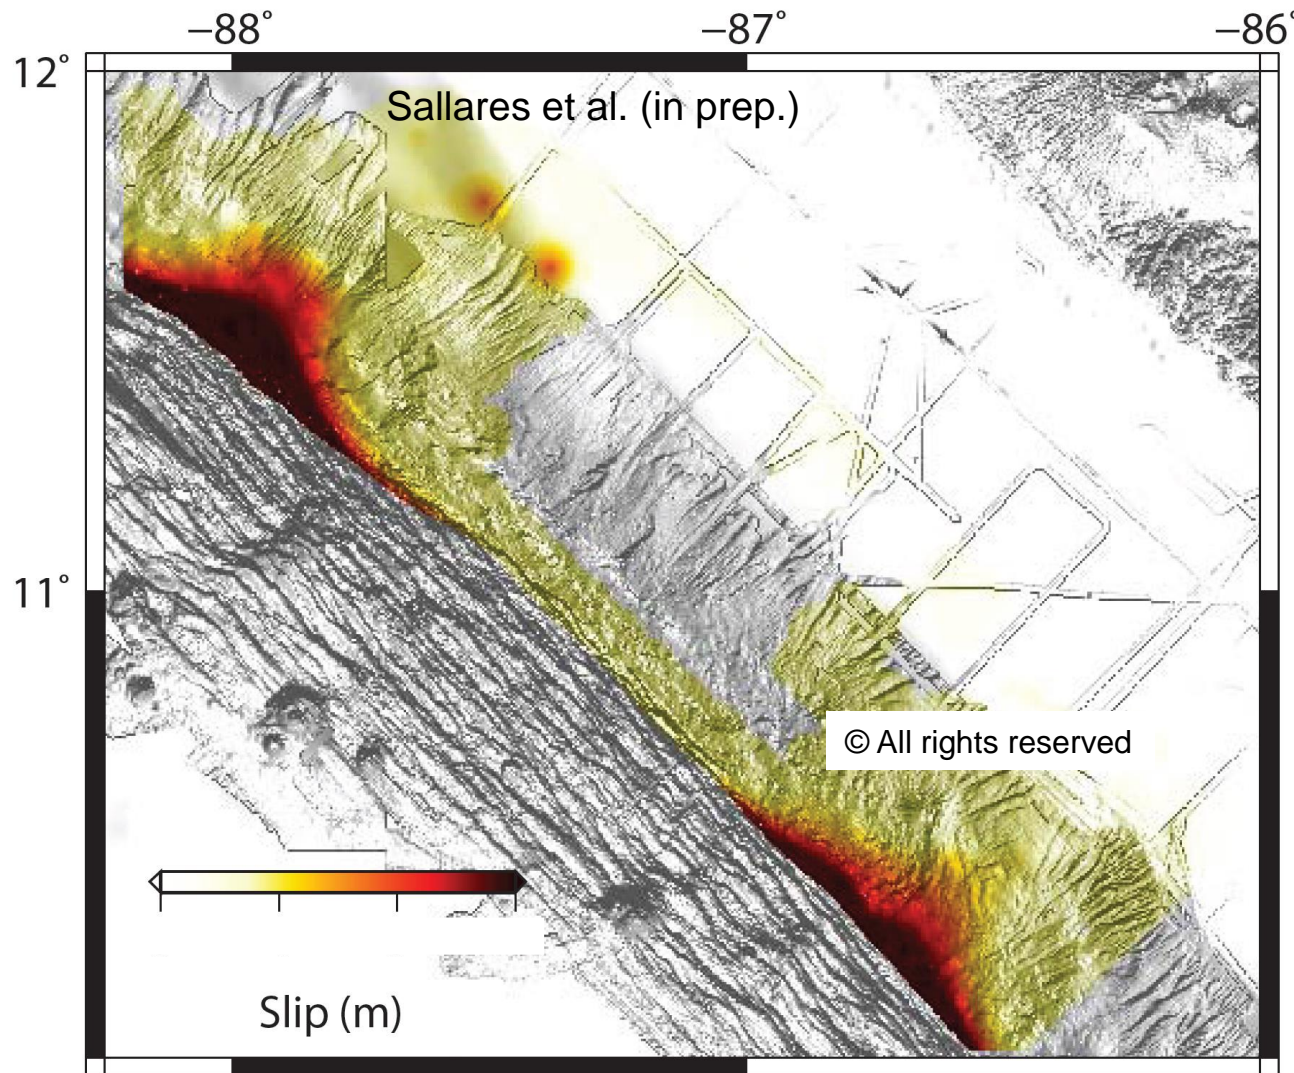 −88°
−87°
−86°
12°
Sallares et al. (in prep.)
11°
© All rights reserved
Slip (m)